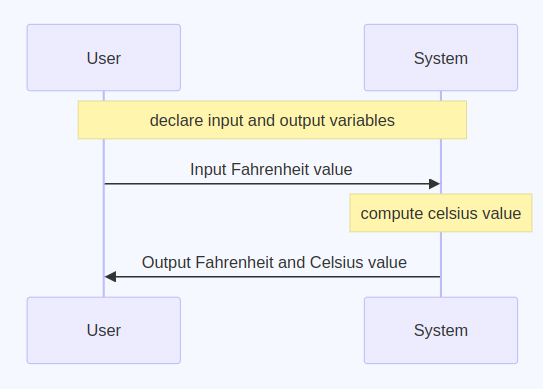 User
System
declare input and output variables
Input Fahrenheit value
compute celsius value
Output Fahrenheit and Celsius value
User
System